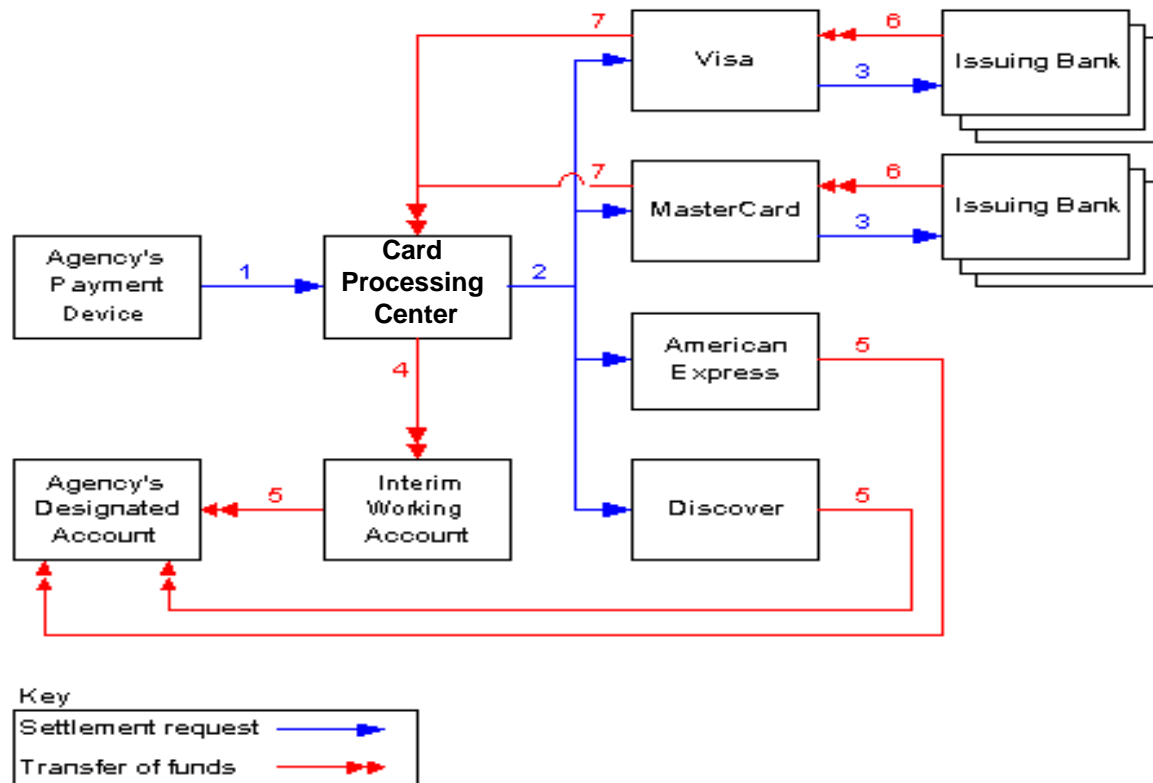 7
Visa
6
3
Issuing Bank
7
MasterCard
6
3
Issuing Bank
Agency's
Payment
Device
1
Card
Processing
Center
2
American
Express
5
4
Agency's
Designated
Account
5
Interim
Working
Account
Discover
5
Key
Settlement request
Transfer of funds